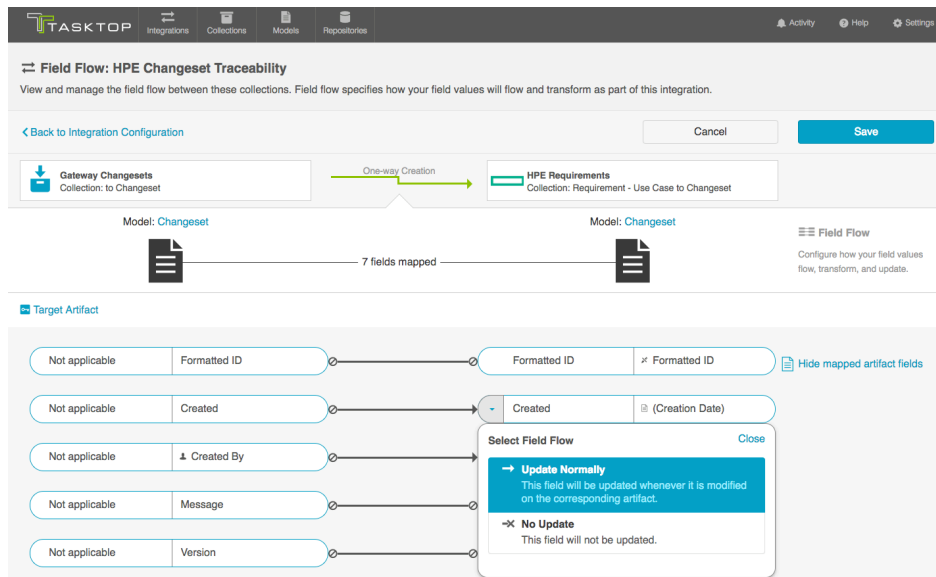 TASKTOP
Integrations
Collections
Models
Repositories
Activity
Help
Settings
Field Flow: HPE Changeset Traceability
View and manage the field flow between these collections. Field flow specifies how your field values will flow and transform as part of this integration.
Back to Integration Configuration
Cancel
Save
Gateway Changesets
Collection: to Changeset
One-way Creation
HPE Requirements
Collection: Requirement - Use Case to Changeset
Model: Changeset
Model: Changeset
7 fields mapped
Field Flow
Configure how your field values
flow, transform, and update.
Target Artifact
Not applicable Formatted ID Formatted ID Formatted ID
Hide mapped artifact fields
Not applicable Created Created (Creation Date)
Select Field Flow Close
Not applicable Created By
Update Normally
This field will be updated whenever it is modified
on the corresponding artifact.
Not applicable Message
No Update
This field will not be updated.
Not applicable Version